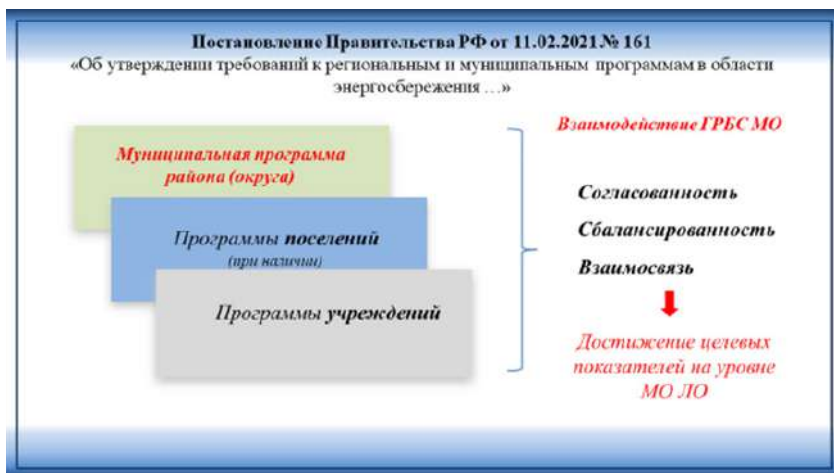 Постановление Правительства РФ от 11.02.2021 № 161
«Об утверждении требований к региональным и муниципальным программам в области
энергосбережения …»
Муниципальная программа
района (округа)
Программы поселений
(при наличии)
Программы учреждений
Взаимодействие ГРБС МО
Согласованность
Сбалансированность
Взаимосвязь
Достижение целевых
показателей на уровне
МО ЛО